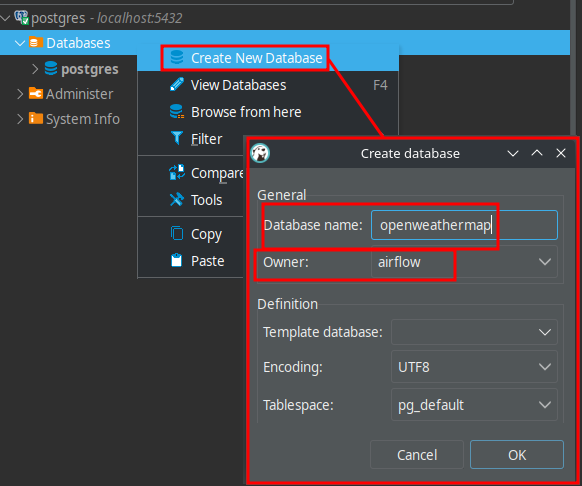 postgres - localhost:5432
Databases
postgres
Administer
System Info
Create New Database
View Databases F4
Browse from here
Filter
Compare
Tools
Copy
Paste
Create database
General
Database name: openweathermap
Owner: airflow
Definition
Template database:
Encoding: UTF8
Tablespace: pg_default
Cancel OK